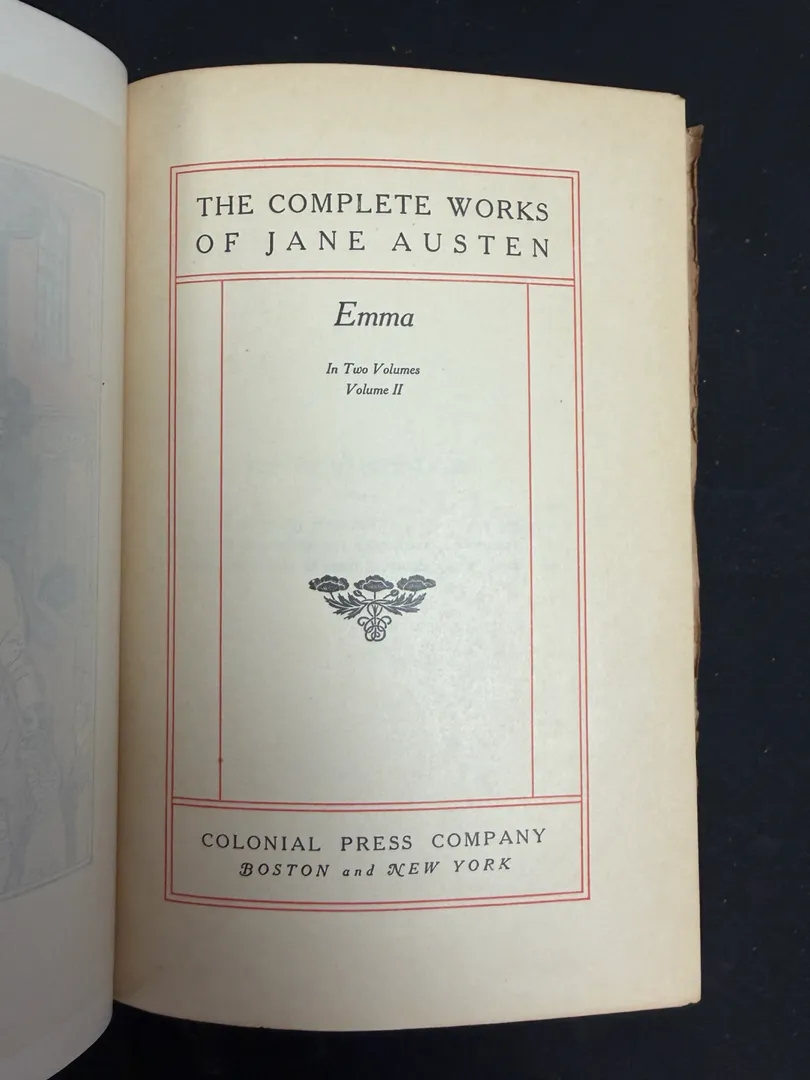 THE COMPLETE WORKS
OF JANE AUSTEN
Emma
In Two Volumes
Volume II
COLONIAL PRESS COMPANY
BOSTON and NEW YORK